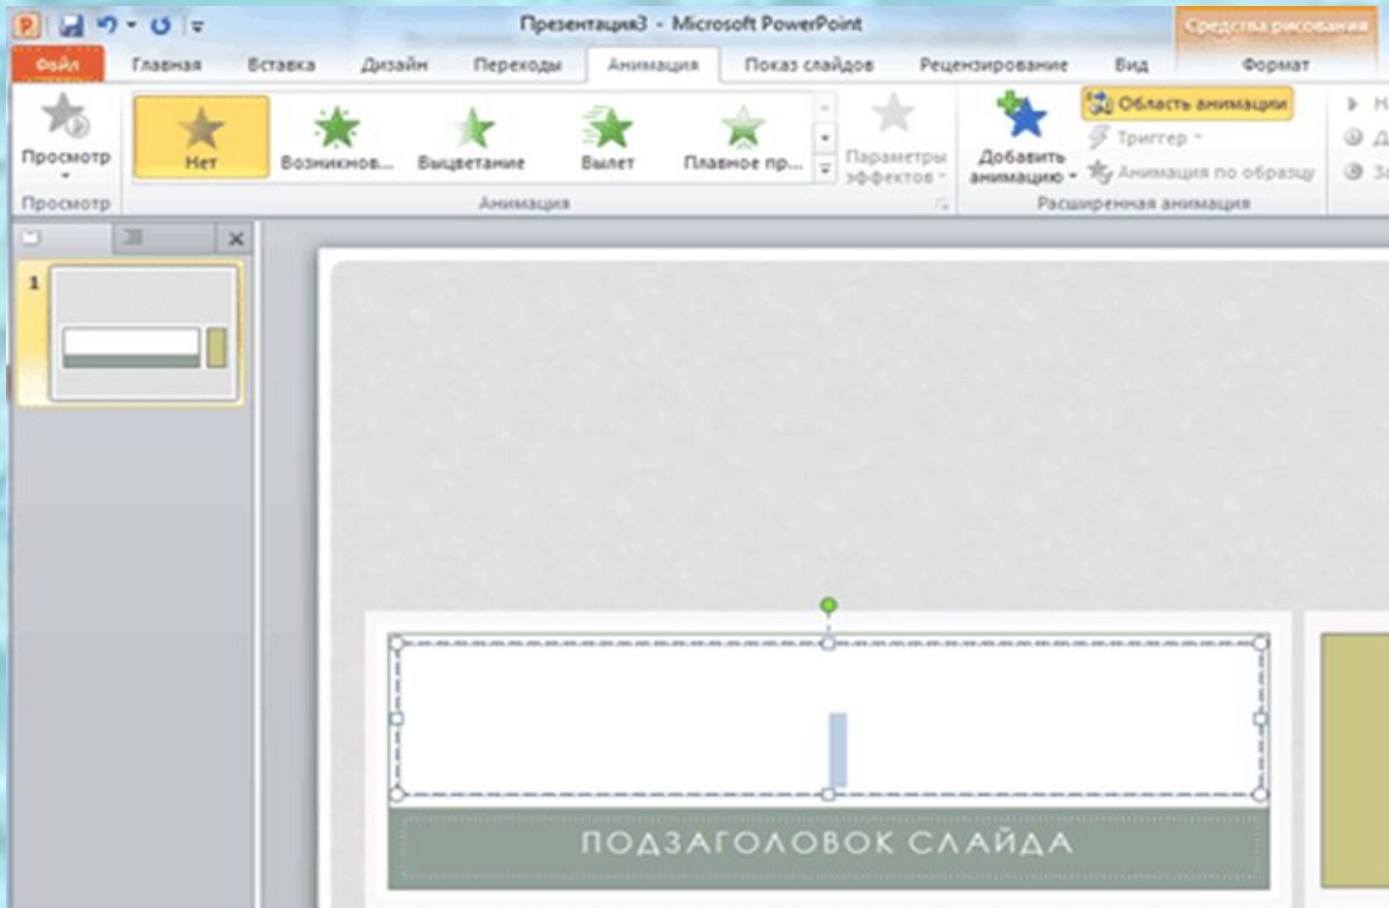 Презентация3 - Microsoft PowerPoint
Средства рисования
Файл Главная Вставка Дизайн Переходы Анимация Показ слайдов Рецензирование Вид Формат
Просмотр
Нет Возникнов... Выцветание Вылет Плавное пр...
Параметры эффектов
Добавить анимацию
Область анимации
Триггер
Анимация по образцу
Просмотр Анимация Расширенная анимация
1
ПОДЗАГОЛОВОК СЛАЙДА